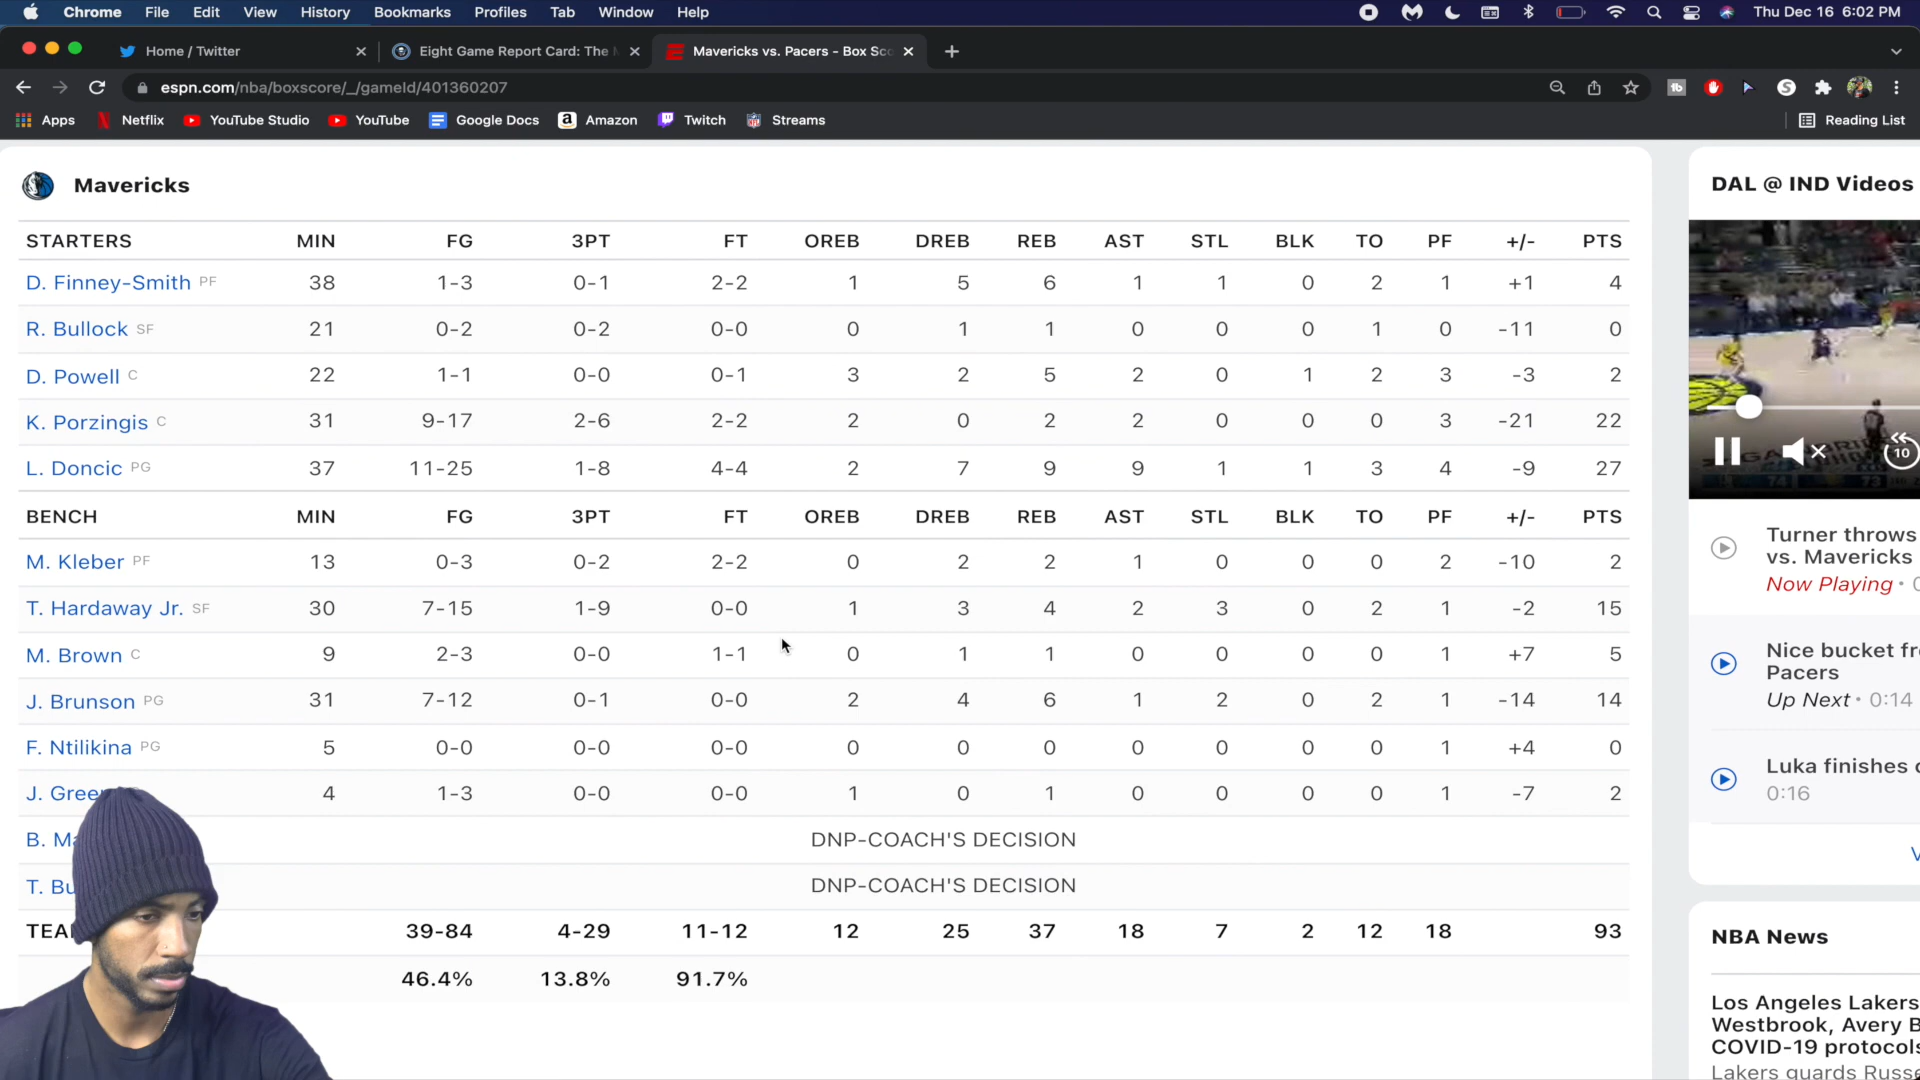 Chrome File Edit View History Bookmarks Profiles Tab Window Help Thu Dec 16 6:02 PM
Home / Twitter Eight Game Report Card: The Mavericks vs. Pacers - Box Sco
espn.com/nba/boxscore/_/gameId/401360207
Apps Netflix YouTube Studio YouTube Google Docs Amazon Twitch Streams Reading List
Mavericks
STARTERS MIN FG 3PT FT OREB DREB REB AST STL BLK TO PF +/- PTS
D. Finney-Smith PF 38 1-3 0-1 2-2 1 5 6 1 1 0 2 1 +1 4
R. Bullock SF 21 0-2 0-2 0-0 0 1 1 0 0 0 1 0 -11 0
D. Powell C 22 1-1 0-0 0-1 3 2 5 2 0 1 2 3 -3 2
K. Porzingis C 31 9-17 2-6 2-2 2 0 2 2 0 0 0 3 -21 22
L. Doncic PG 37 11-25 1-8 4-4 2 7 9 9 1 1 3 4 -9 27
BENCH MIN FG 3PT FT OREB DREB REB AST STL BLK TO PF +/- PTS
M. Kleber PF 13 0-3 0-2 2-2 0 2 2 1 0 0 0 2 -10 2
T. Hardaway Jr. SF 30 7-15 1-9 0-0 1 3 4 2 3 0 2 1 -2 15
M. Brown C 9 2-3 0-0 1-1 0 1 1 0 0 0 0 1 +7 5
J. Brunson PG 31 7-12 0-1 0-0 2 4 6 1 2 0 2 1 -14 14
F. Ntilikina PG 5 0-0 0-0 0-0 0 0 0 0 0 0 0 1 +4 0
J. Gree 4 1-3 0-0 0-0 1 0 1 0 0 0 0 1 -7 2
B. Ma DNP-COACH'S DECISION
T. Bu DNP-COACH'S DECISION
TEA 39-84 4-29 11-12 12 25 37 18 7 2 12 18 93
46.4% 13.8% 91.7%
DAL @ IND Videos
10
Turner throws
vs. Mavericks
Now Playing
Nice bucket fr
Pacers
Up Next • 0:14
Luka finishes
0:16
NBA News
Los Angeles Lakers
Westbrook, Avery B
COVID-19 protocols
Lakers guards Russe